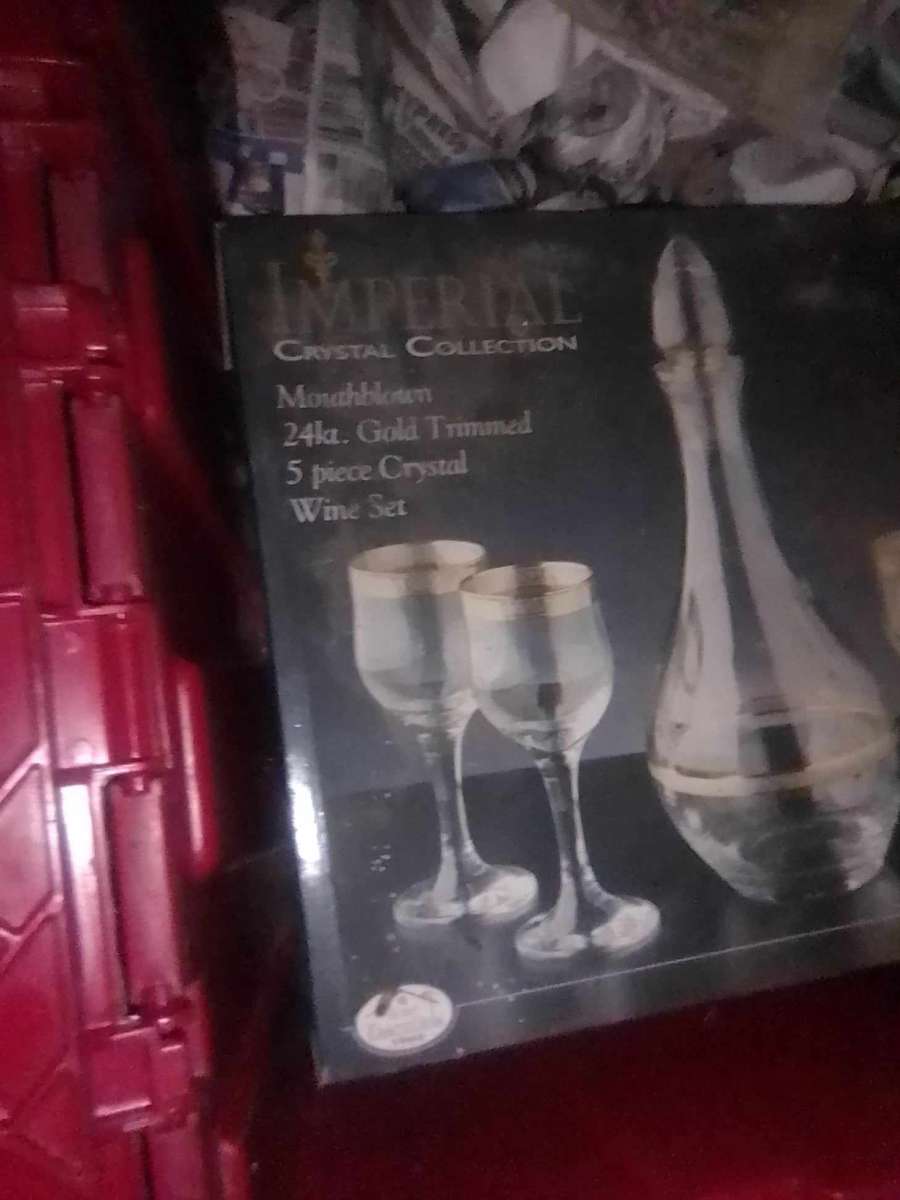 IMPERIAL
CRYSTAL COLLECTION
Mouthblown
24kt. Gold Trimmed
5 piece Crystal
Wine Set